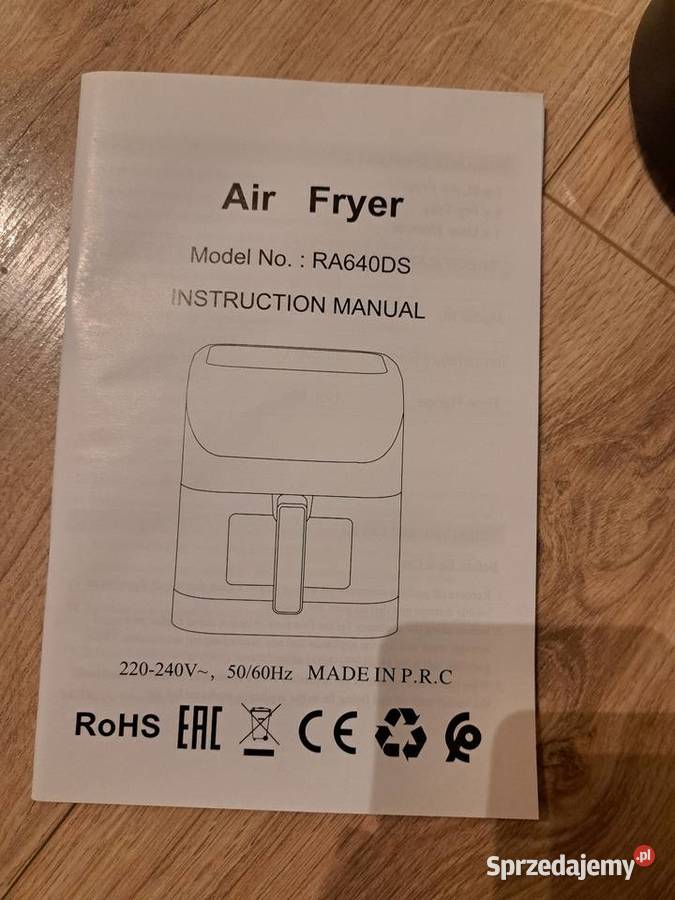 Air Fryer
Model No. : RA640DS
INSTRUCTION MANUAL
220-240V~, 50/60Hz MADE IN P.R.C
RoHS EAC CE
Sprzedajemy.pl